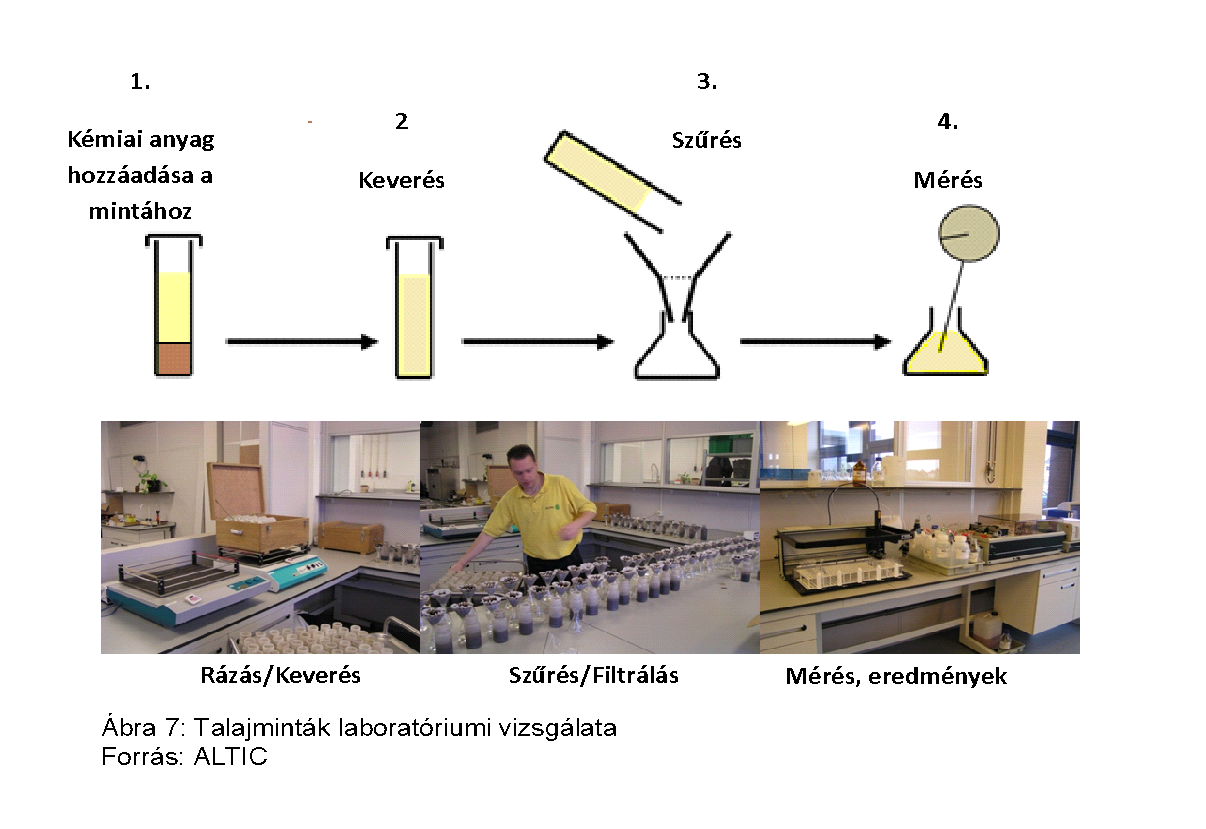 1.
Kémiai anyag
hozzáadása a
mintához
2
Keverés
3.
Szűrés
4.
Mérés
Rázás/Keverés
Szűrés/Filtrálás
Mérés, eredmények
Ábra 7: Talajminták laboratóriumi vizsgálata
Forrás: ALTIC